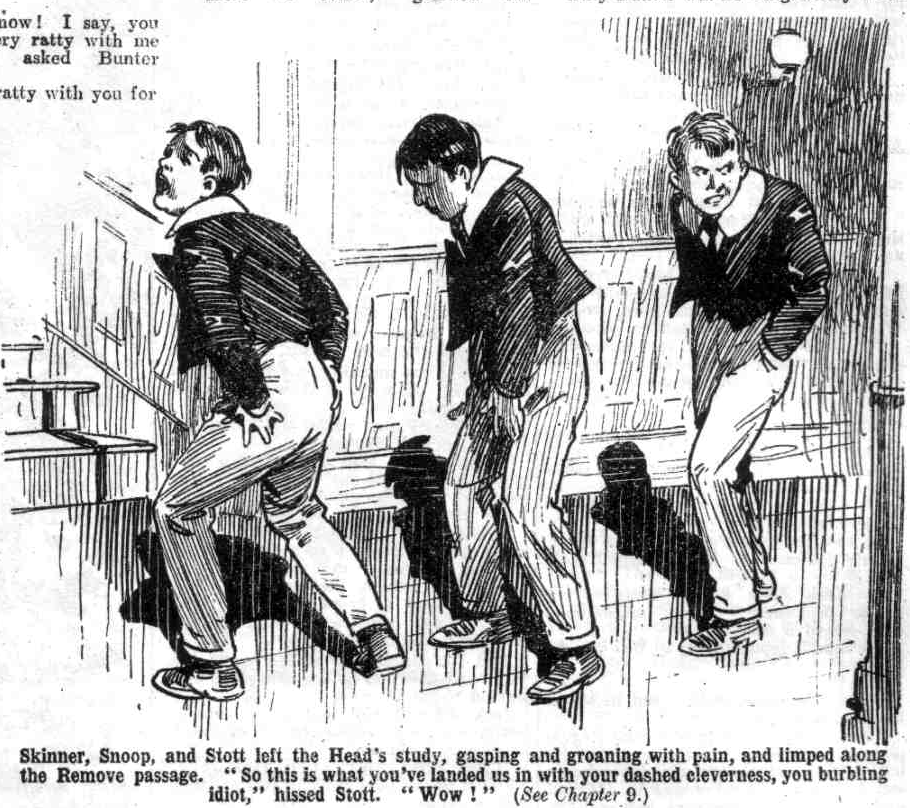 now! I say, you
ry ratty with me
asked Bunter
ratty with you for
Skinner, Snoop, and Stott left the Head's study, gasping and groaning with pain, and limped along
the Remove passage. "So this is what you've landed us in with your dashed cleverness, you burbling
idiot," hissed Stott. "Wow!" (See Chapter 9.)